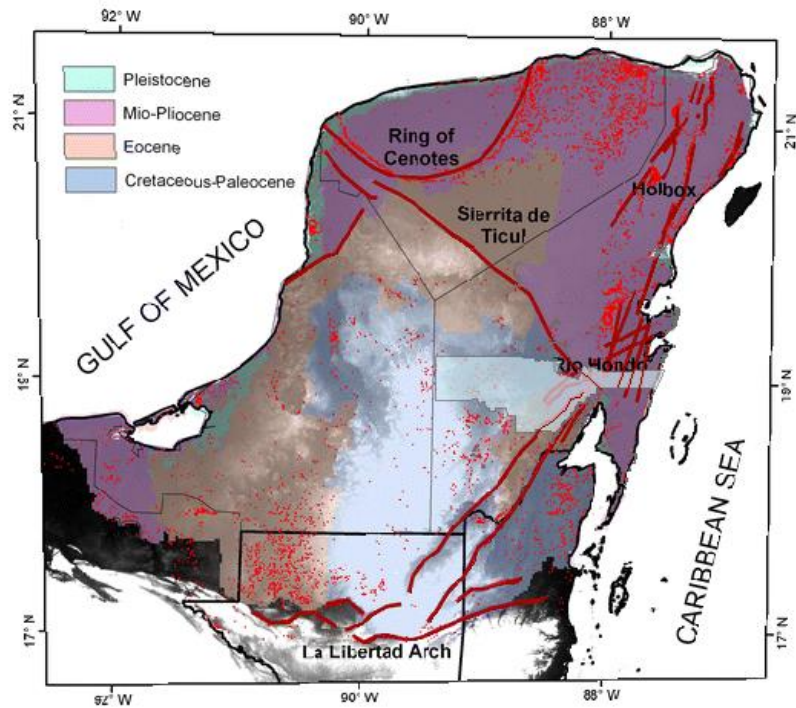 92° W
90° W
88° W
Pleistocene
Mio-Pliocene
Eocene
Cretaceous-Paleocene
21° N
21° N
Ring of
Cenotes
Holbox
Sierrita de
Ticul
GULF OF MEXICO
Rio Hondo
19° N
19° N
CARIBBEAN SEA
17° N
17° N
La Libertad Arch
92° W
90° W
88° W